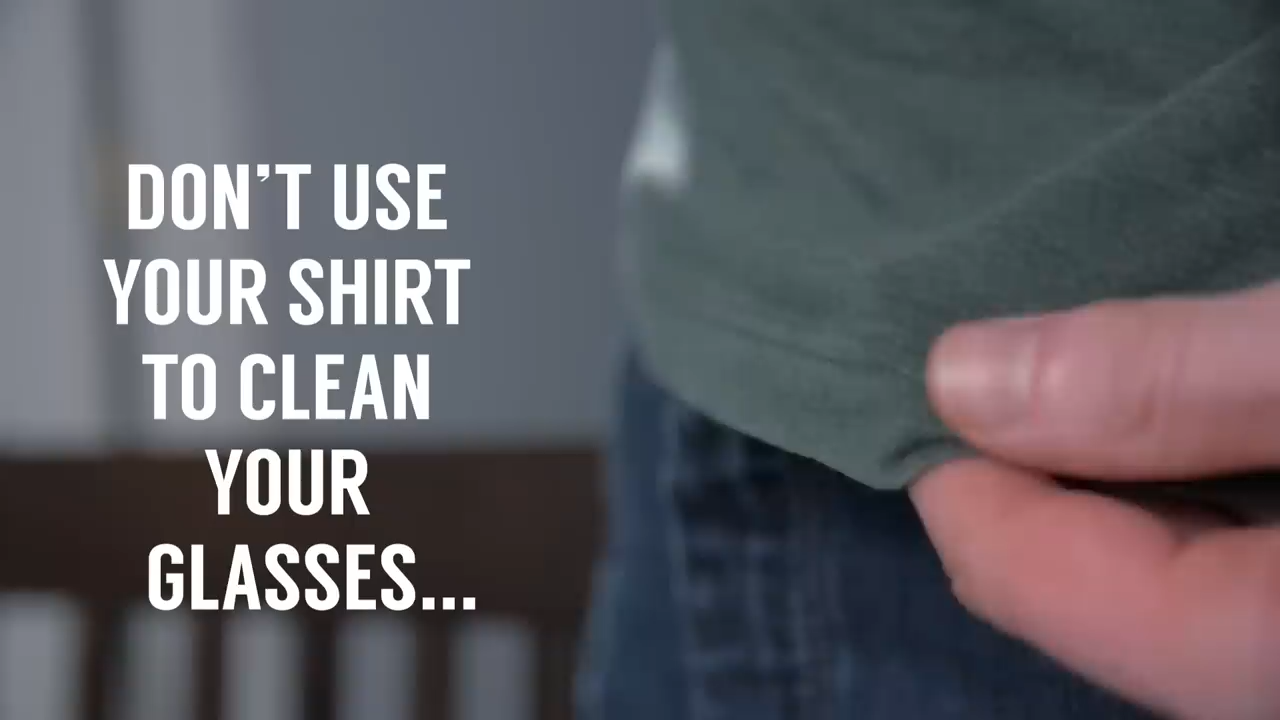 DON’T USE
YOUR SHIRT
TO CLEAN
YOUR
GLASSES...